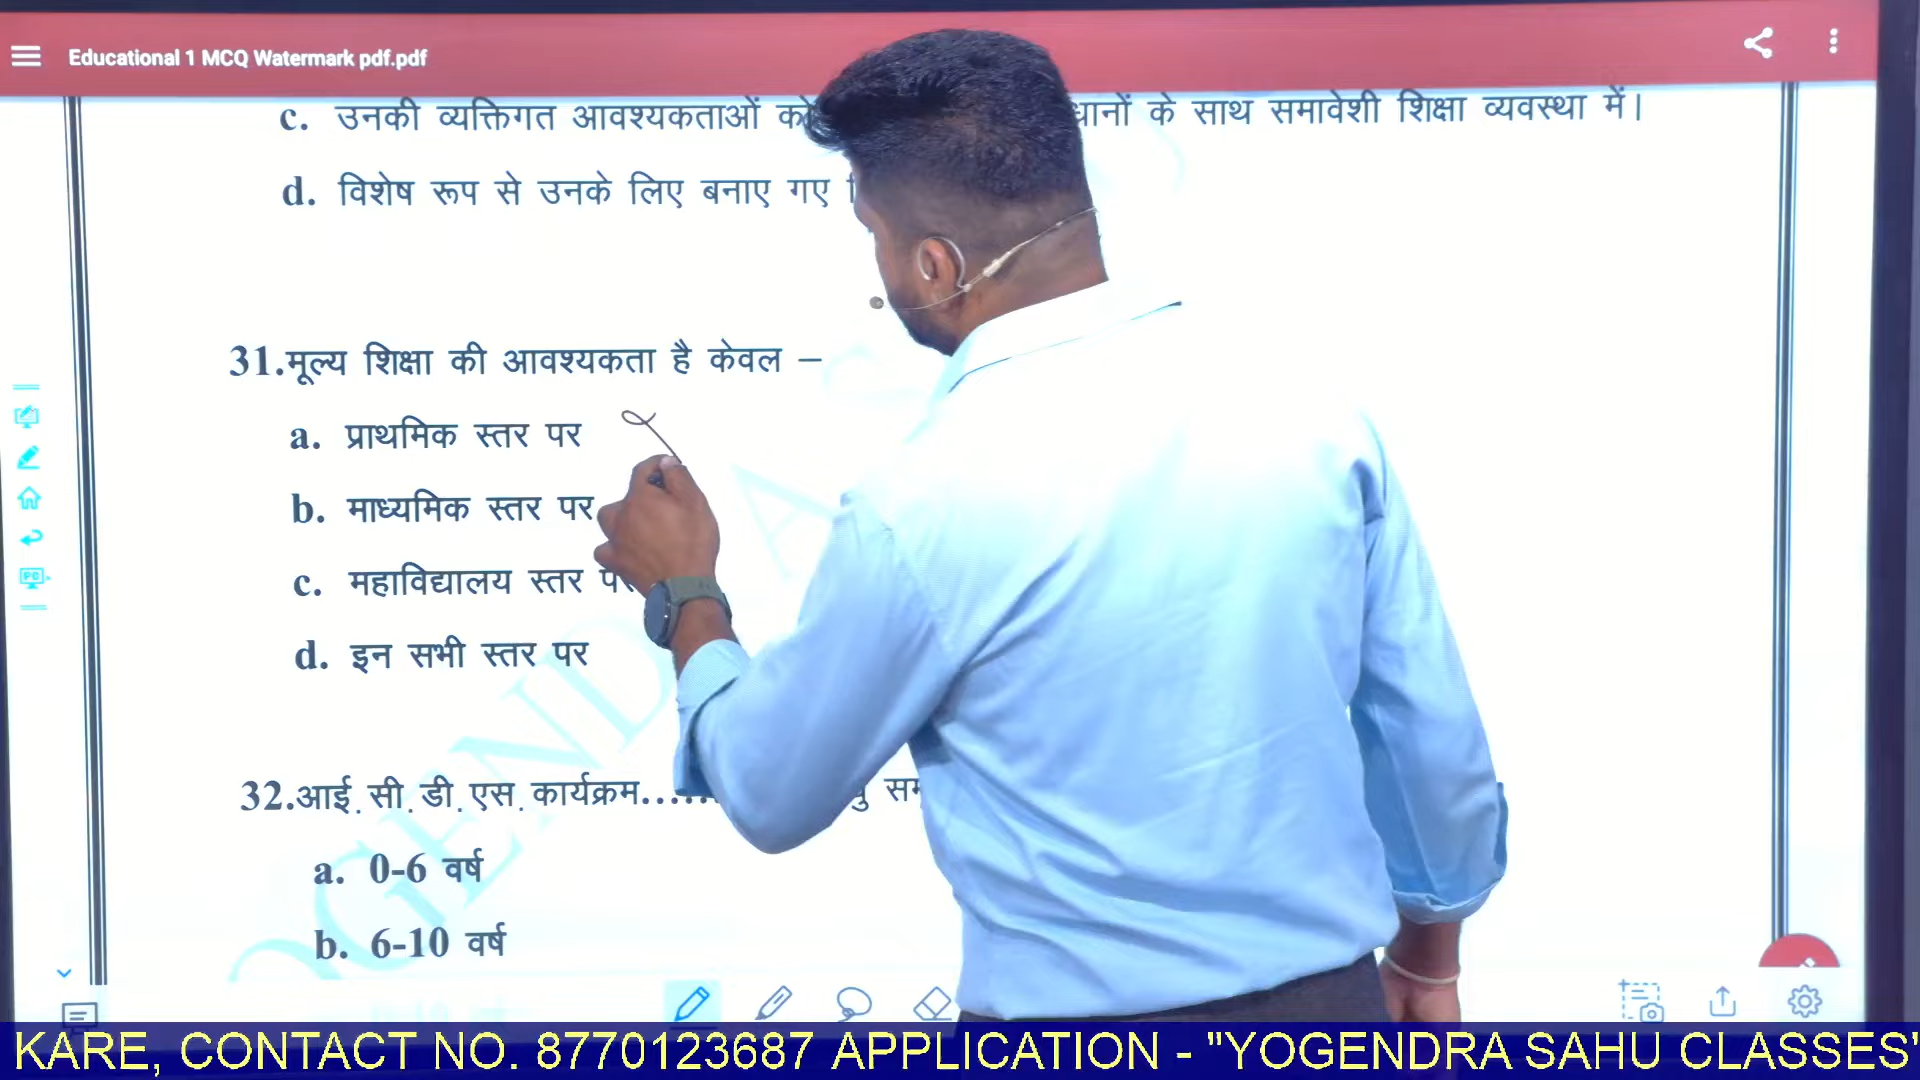 Educational 1 MCQ Watermark pdf.pdf
c. उनकी व्यक्तिगत आवश्यकताओं को धानों के साथ समावेशी शिक्षा व्यवस्था में।
d. विशेष रूप से उनके लिए बनाए गए
31.मूल्य शिक्षा की आवश्यकता है केवल –
a. प्राथमिक स्तर पर
b. माध्यमिक स्तर पर
c. महाविद्यालय स्तर पर
d. इन सभी स्तर पर
32.आई.सी.डी.एस.कार्यक्रम......
a. 0-6 वर्ष
b. 6-10 वर्ष
KARE, CONTACT NO. 8770123687 APPLICATION - "YOGENDRA SAHU CLASSES"